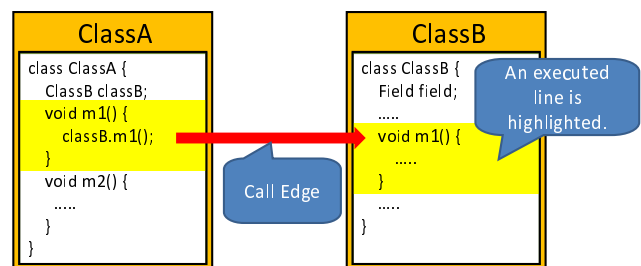 ClassA
class ClassA {
ClassB classB;
void m1() {
classB.m1();
}
void m2() {
.....
}
}
Call Edge
ClassB
class ClassB {
Field field;
.....
void m1() {
.....
}
.....
}
An executed
line is
highlighted.